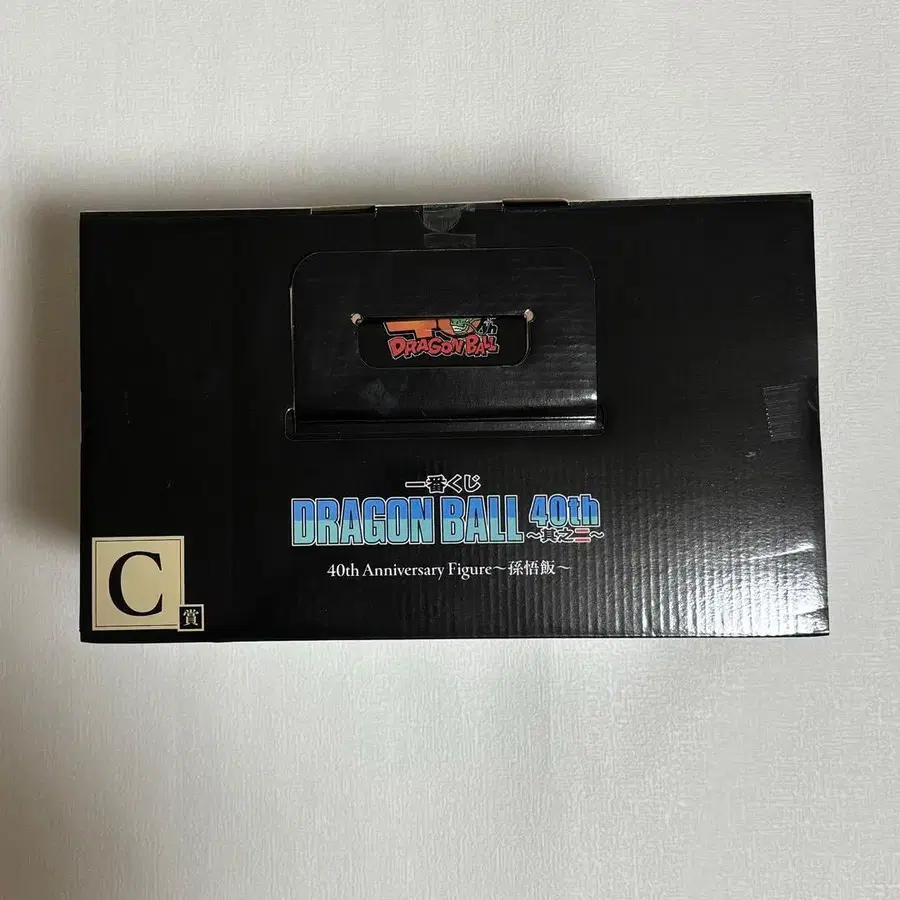 40th
DRAGON BALL
一番くじ
DRAGON BALL 40th
～其之二～
40th Anniversary Figure～孫悟飯～
C
賞